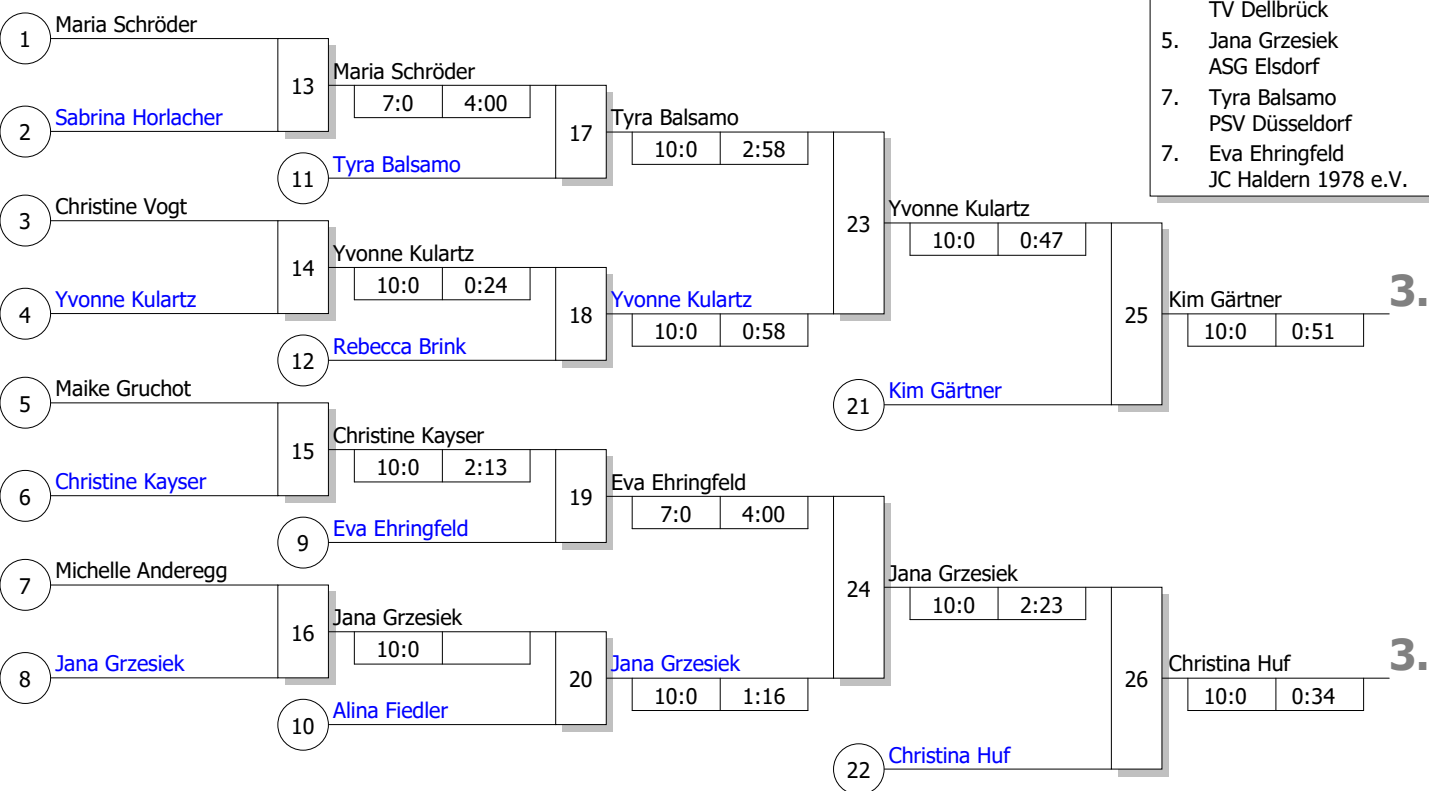 TV Dellbrück
5. Jana Grzesiek
ASG Elsdorf
7. Tyra Balsamo
PSV Düsseldorf
7. Eva Ehringfeld
JC Haldern 1978 e.V.
1 Maria Schröder
13 Maria Schröder
7:0 4:00
2 Sabrina Horlacher
17 Tyra Balsamo
10:0 2:58
11 Tyra Balsamo
3 Christine Vogt
23 Yvonne Kulartz
10:0 0:47
14 Yvonne Kulartz
10:0 0:24
4 Yvonne Kulartz
18 Yvonne Kulartz
10:0 0:58
25 Kim Gärtner 3.
10:0 0:51
12 Rebecca Brink
5 Maike Gruchot
21 Kim Gärtner
15 Christine Kayser
10:0 2:13
6 Christine Kayser
19 Eva Ehringfeld
7:0 4:00
9 Eva Ehringfeld
7 Michelle Anderegg
24 Jana Grzesiek
10:0 2:23
16 Jana Grzesiek
10:0
8 Jana Grzesiek
20 Jana Grzesiek
10:0 1:16
26 Christina Huf 3.
10:0 0:34
10 Alina Fiedler
22 Christina Huf